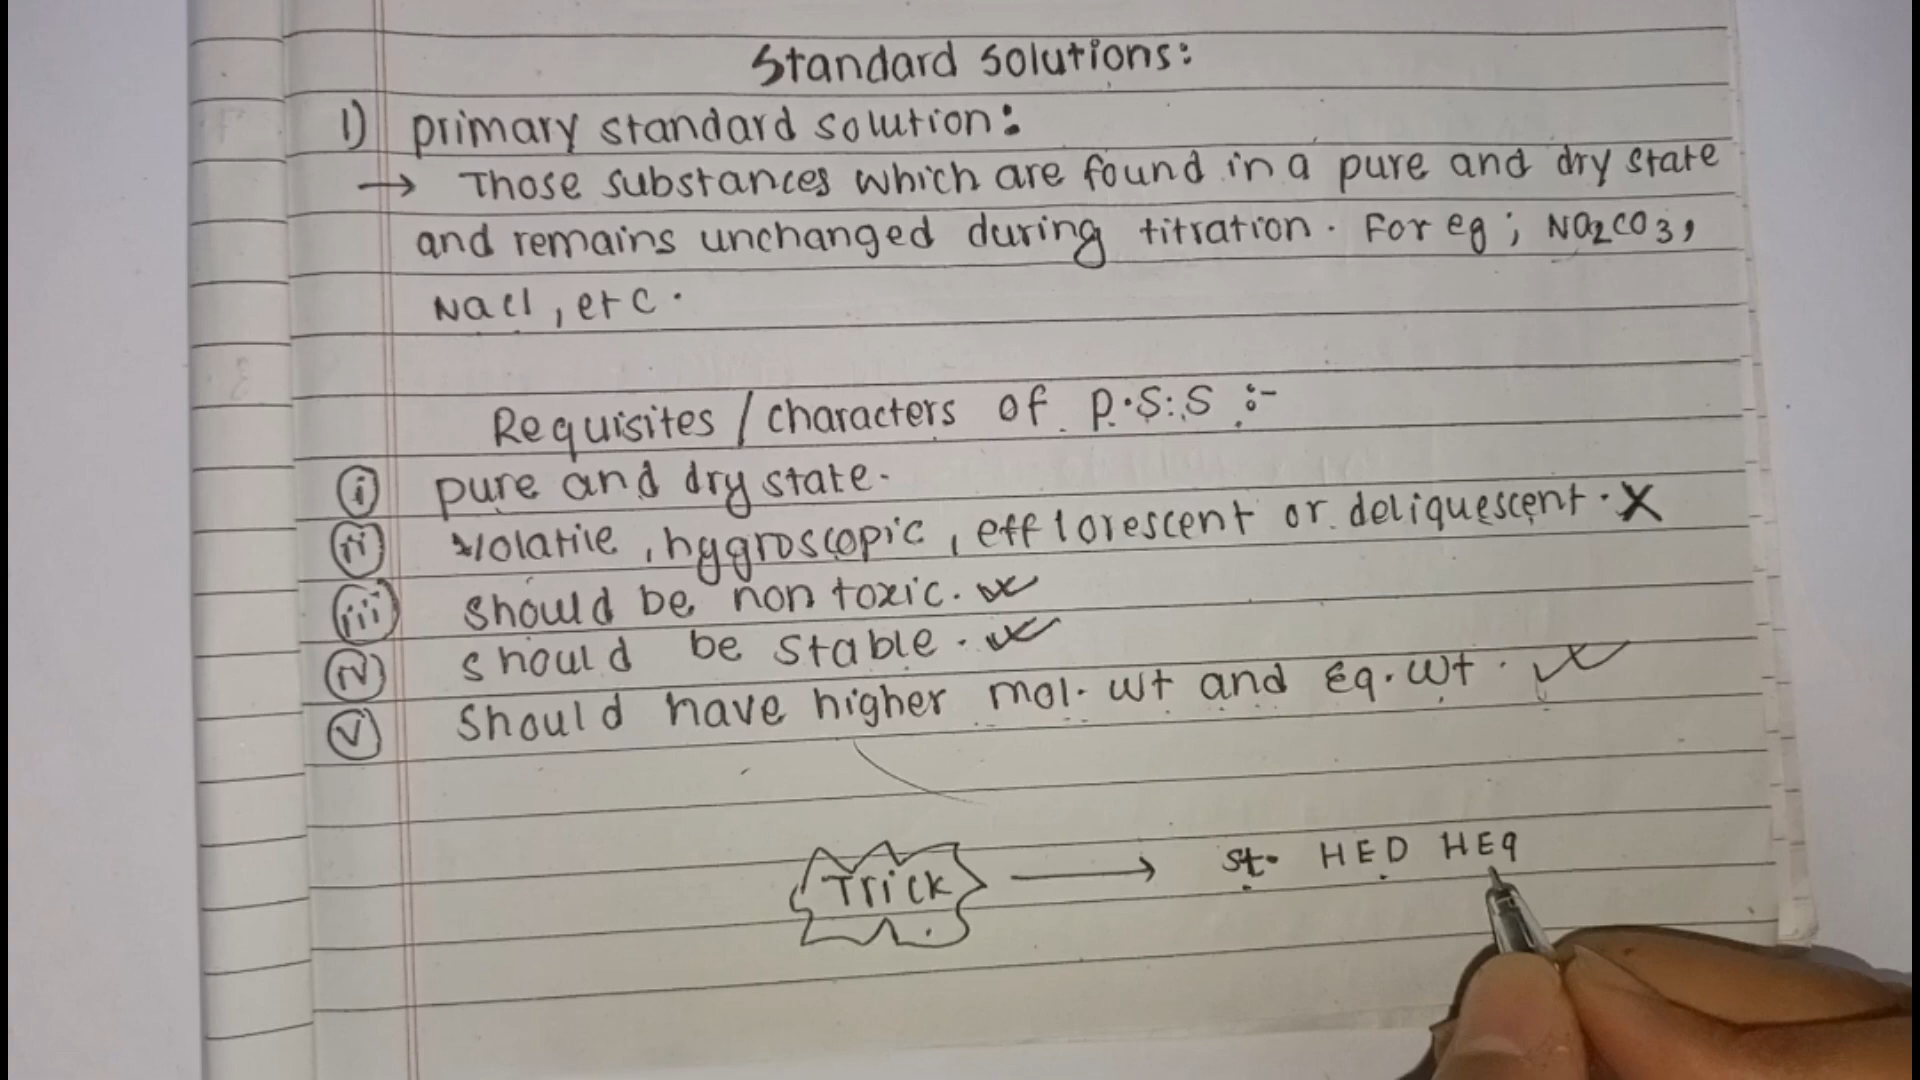 Standard solutions:
1) primary standard solution:
→ Those substances which are found in a pure and dry state
and remains unchanged during titration. For eg; Na2CO3,
NaCl, etc.
Requisites / characters of P.S.S :-
(i) pure and dry state.
(ii) volatile, hygroscopic, efflorescent or deliquescent. X
(iii) should be non toxic. ✓
(iv) should be stable. ✓
(v) should have higher mol. wt and Eq. wt. ✓
Trick → St. HED HEq